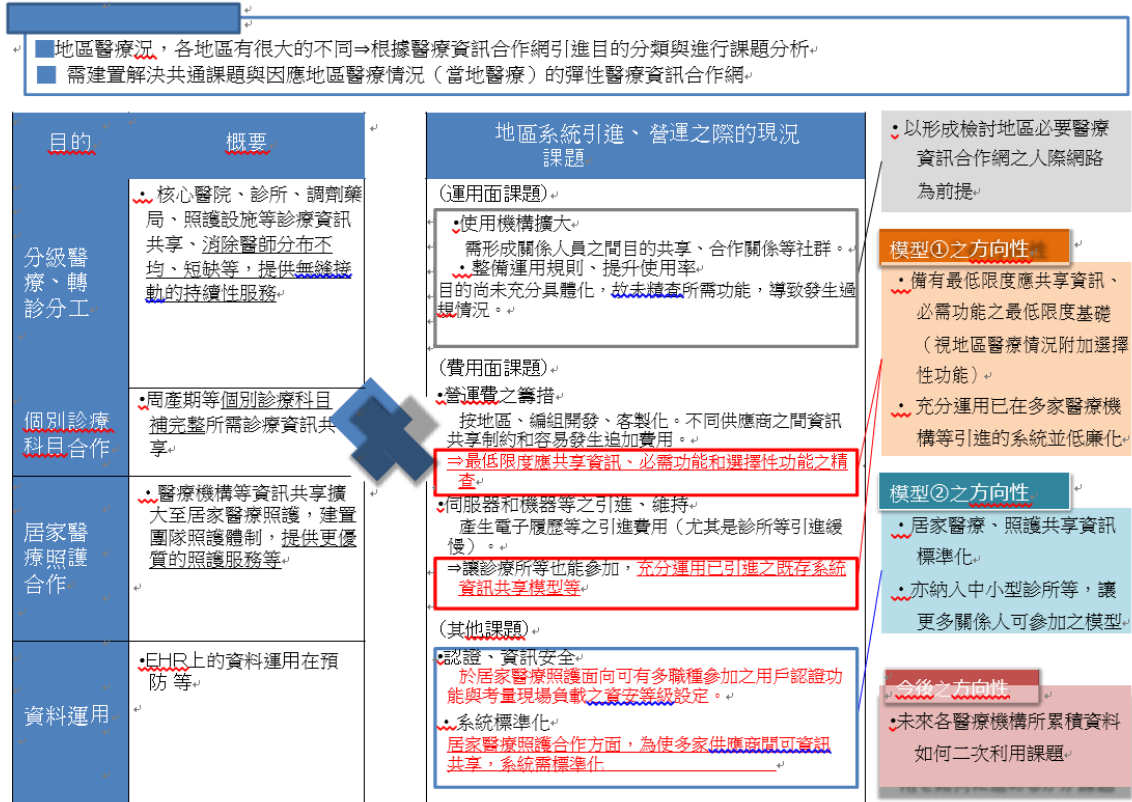 ■地區醫療況，各地區有很大的不同⇒根據醫療資訊合作網引進目的分類與進行課題分析
■ 需建置解決共通課題與因應地區醫療情況（當地醫療）的彈性醫療資訊合作網
目的
概要
分級醫
療、轉
診分工
•核心醫院、診所、調劑藥
局、照護設施等診療資訊
共享、消除醫師分布不
均、短缺等，提供無縫接
軌的持續性服務
個別診療
科目合作
•周產期等個別診療科目
補完整所需診療資訊共
享
居家醫
療照護
合作
•醫療機構等資訊共享擴
大至居家醫療照護，建置
團隊照護體制，提供更優
質的照護服務等
資料運用
•EHR上的資料運用在預
防 等
地區系統引進、營運之際的現況
課題
(運用面課題)
•使用機構擴大
需形成關係人員之間目的共享、合作關係等社群。
•整備運用規則、提升使用率
目的尚未充分具體化，故未精查所需功能，導致發生過
規情況。
(費用面課題)
•營運費之籌措
按地區、編組開發、客製化。不同供應商之間資訊
共享制約和容易發生追加費用。
⇒最低限度應共享資訊、必需功能和選擇性功能之精
查
•伺服器和機器等之引進、維持
產生電子履歷等之引進費用（尤其是診所等引進緩
慢）。
⇒讓診療所等也能參加，充分運用已引進之既存系統
資訊共享模型等
(其他課題)
•認證、資訊安全
於居家醫療照護面向可有多職種參加之用戶認證功
能與考量現場負載之資安等級設定。
•系統標準化
居家醫療照護合作方面，為使多家供應商間可資訊
共享，系統需標準化
•以形成檢討地區必要醫療
資訊合作網之人際網路
為前提
模型①之方向性
•備有最低限度應共享資訊、
必需功能之最低限度基礎
（視地區醫療情況附加選擇
性功能）
•充分運用已在多家醫療機
構等引進的系統並低廉化
模型②之方向性
•居家醫療、照護共享資訊
標準化
•亦納入中小型診所等，讓
更多關係人可參加之模型
今後之方向性
•未來各醫療機構所累積資料
如何二次利用課題